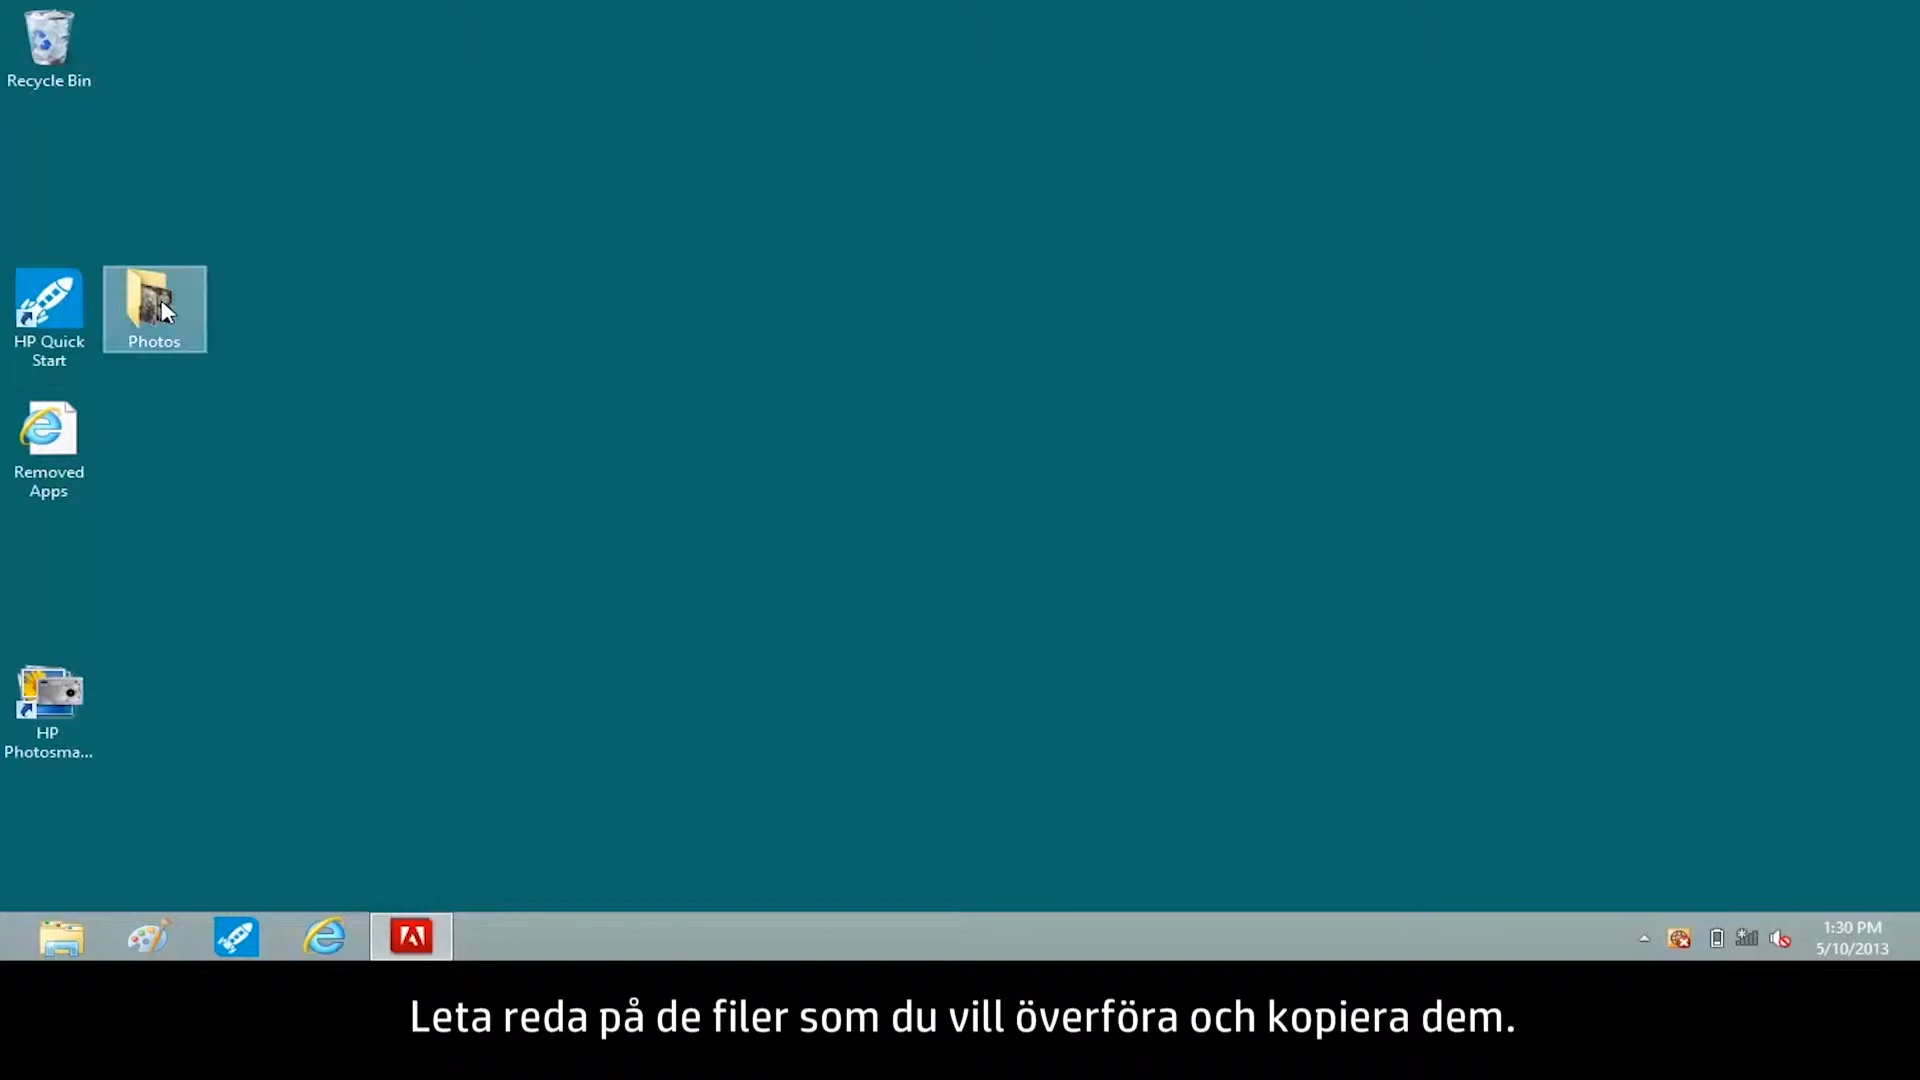 Recycle Bin
HP Quick
Start
Photos
Removed
Apps
HP
Photosma...
1:30 PM
5/10/2013
Leta reda på de filer som du vill överföra och kopiera dem.